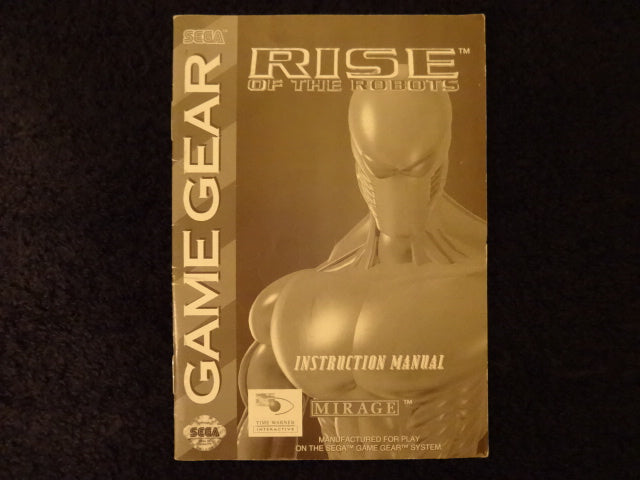 SEGA™
GAME GEAR
RISE™
OF THE ROBOTS
INSTRUCTION MANUAL
TIME WARNER
INTERACTIVE
MIRAGE™
MANUFACTURED FOR PLAY
ON THE SEGA™ GAME GEAR™ SYSTEM.
SEGA